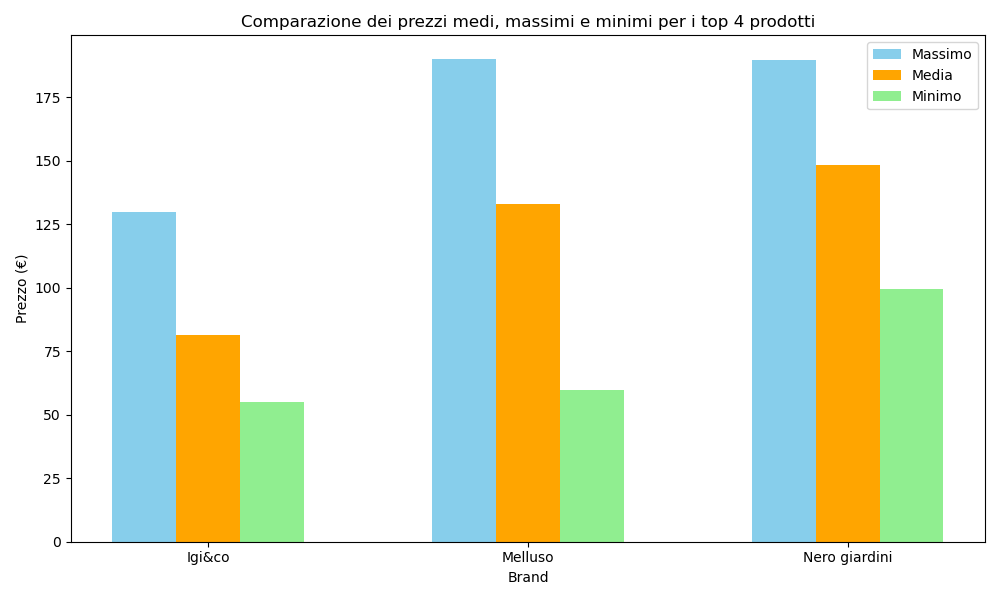 Comparazione dei prezzi medi, massimi e minimi per i top 4 prodotti
Massimo
Media
Minimo
175
150
125
100
75
50
25
0
Prezzo (€)
Igi&co
Melluso
Nero giardini
Brand